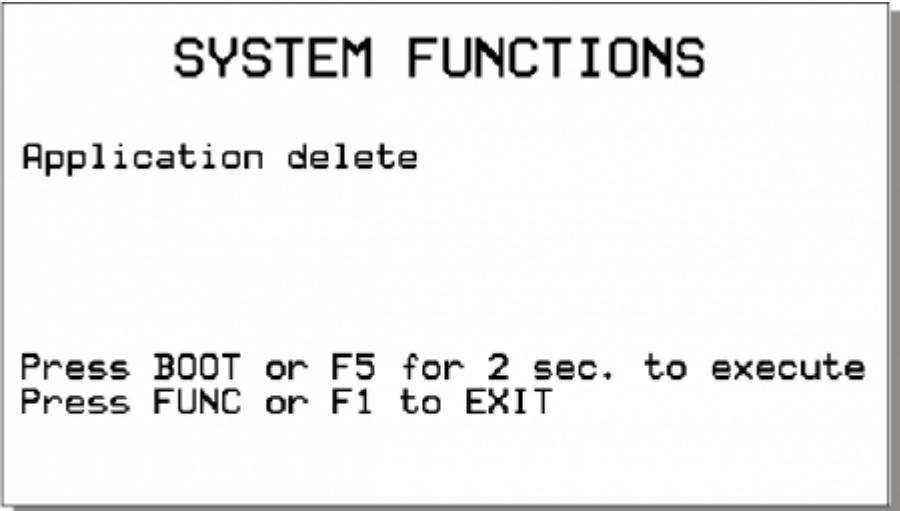 SYSTEM FUNCTIONS
Application delete
Press BOOT or F5 for 2 sec. to execute
Press FUNC or F1 to EXIT